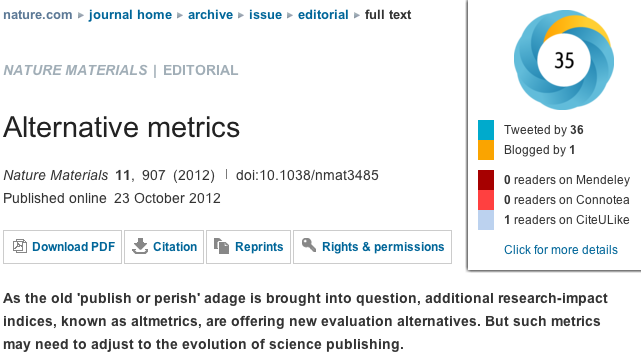 nature.com ▸ journal home ▸ archive ▸ issue ▸ editorial ▸ full text
NATURE MATERIALS | EDITORIAL
Alternative metrics
Nature Materials 11, 907 (2012) | doi:10.1038/nmat3485
Published online 23 October 2012
Download PDF Citation Reprints Rights & permissions
As the old 'publish or perish' adage is brought into question, additional research-impact
indices, known as altmetrics, are offering new evaluation alternatives. But such metrics
may need to adjust to the evolution of science publishing.
35
Tweeted by 36
Blogged by 1
0 readers on Mendeley
0 readers on Connotea
1 readers on CiteULike
Click for more details